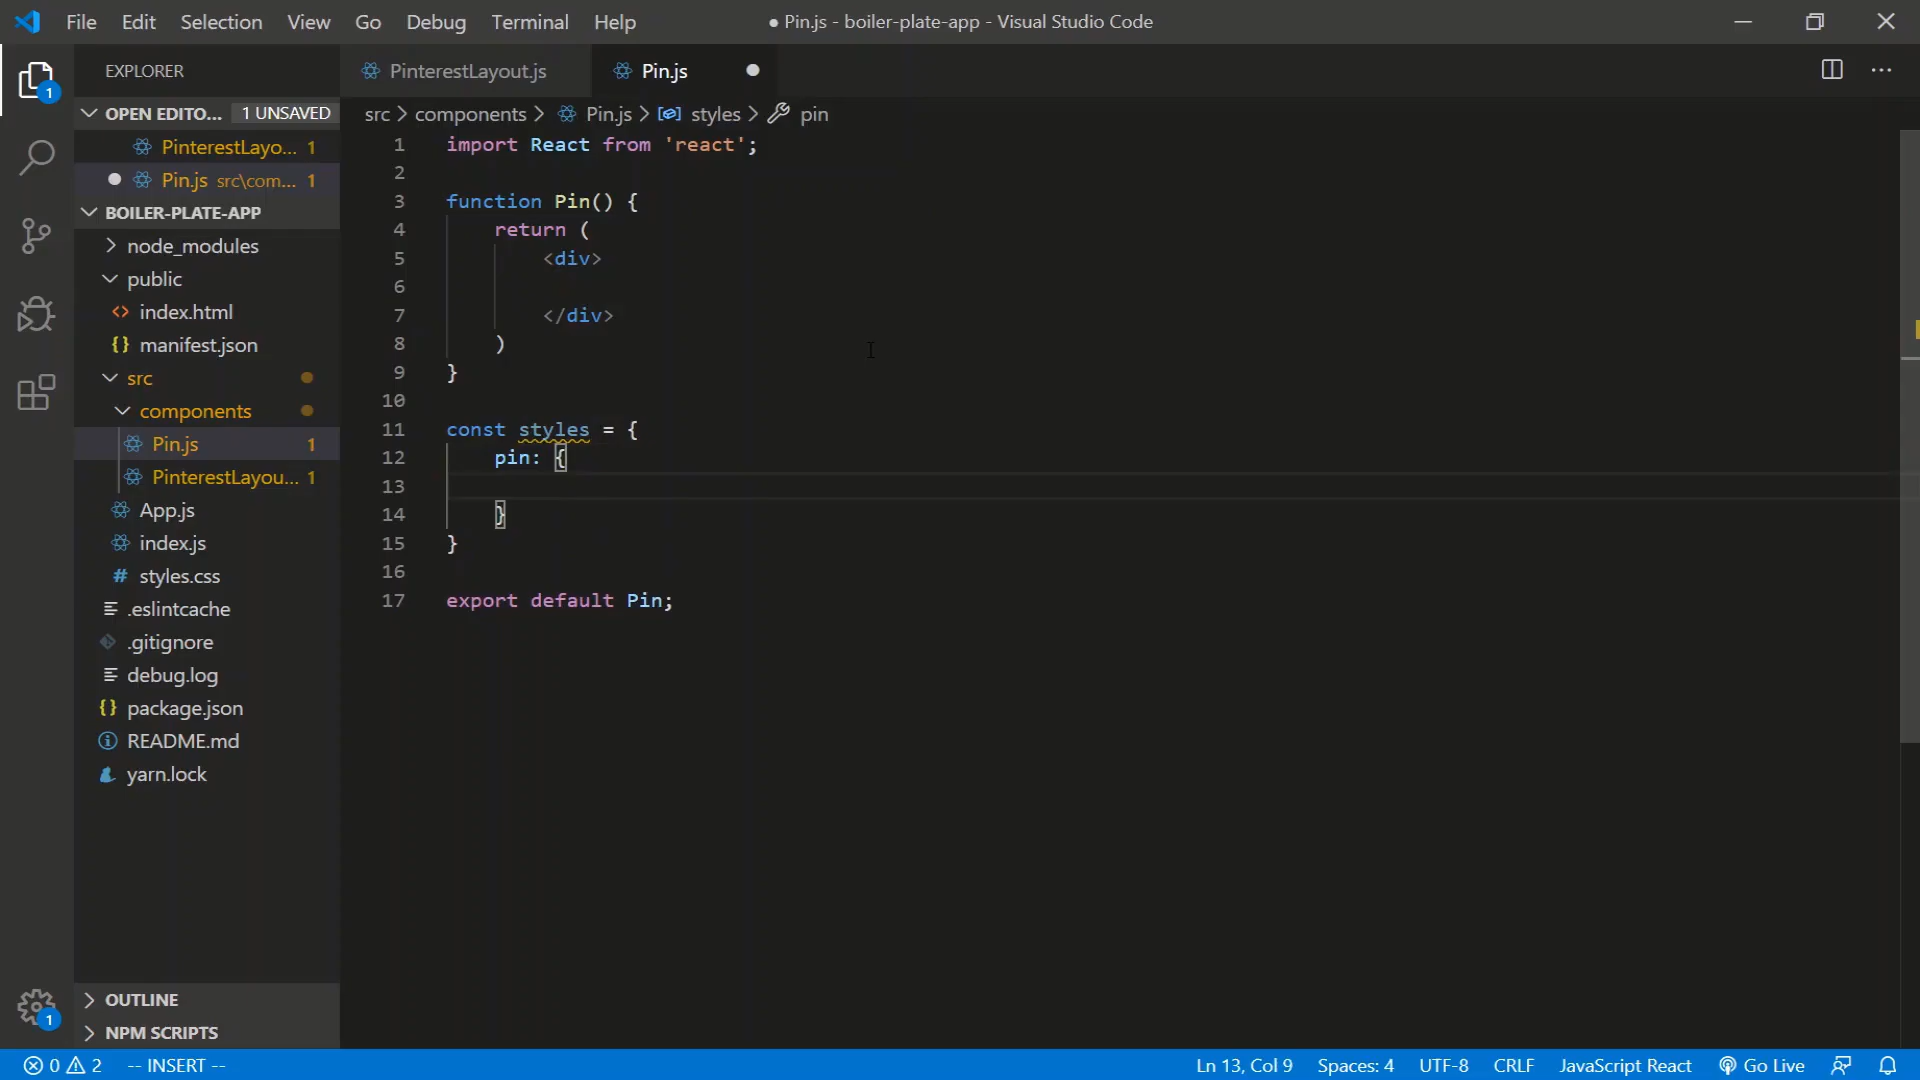 File Edit Selection View Go Debug Terminal Help ● Pin.js - boiler-plate-app - Visual Studio Code
EXPLORER
PinterestLayout.js Pin.js
OPEN EDITO... 1 UNSAVED
PinterestLayo... 1
Pin.js src\com... 1
BOILER-PLATE-APP
node_modules
public
<> index.html
{} manifest.json
src
components
Pin.js 1
PinterestLayou... 1
App.js
index.js
# styles.css
.eslintcache
.gitignore
debug.log
{} package.json
README.md
yarn.lock
OUTLINE
NPM SCRIPTS
1
1
src > components > Pin.js > styles > pin
1 import React from 'react';
2
3 function Pin() {
4 return (
5 <div>
6
7 </div>
8 )
9 }
10
11 const styles = {
12 pin: {
13
14 }
15 }
16
17 export default Pin;
0 2 -- INSERT -- Ln 13, Col 9 Spaces: 4 UTF-8 CRLF JavaScript React Go Live